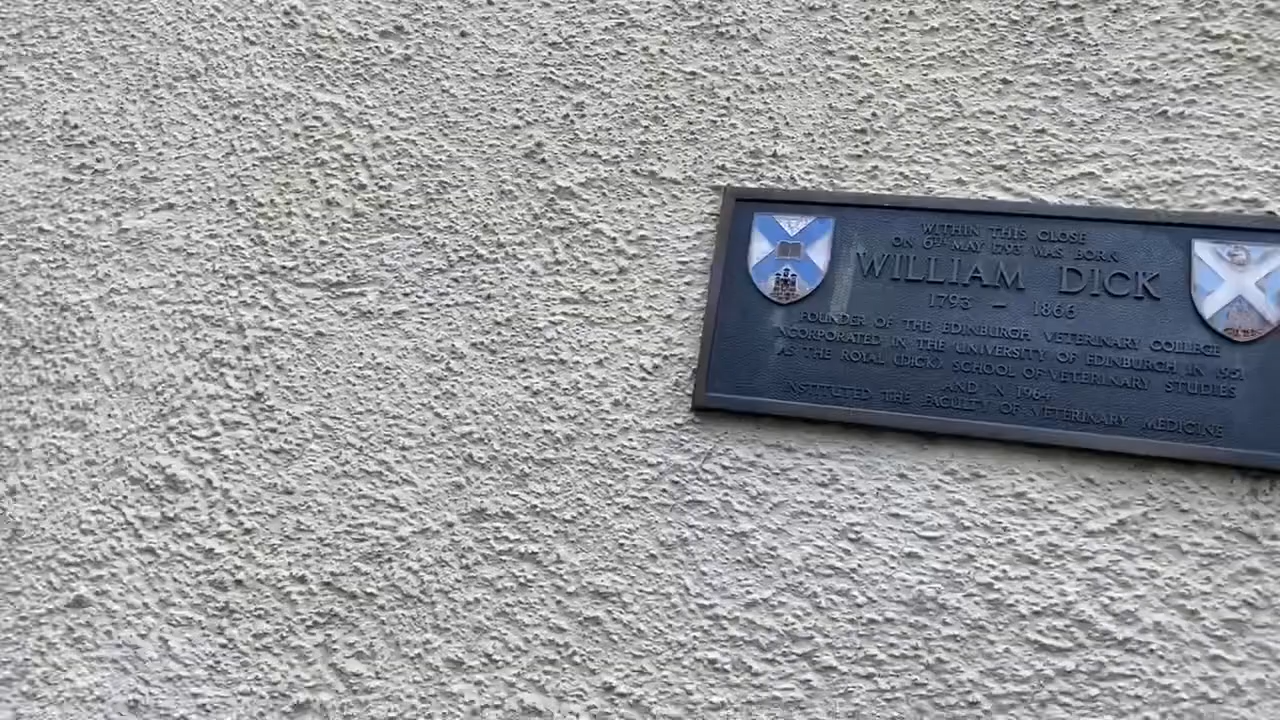 WITHIN THIS CLOSE
ON 6TH MAY 1793 WAS BORN
WILLIAM DICK
1793 – 1866
FOUNDER OF THE EDINBURGH VETERINARY COLLEGE
INCORPORATED IN THE UNIVERSITY OF EDINBURGH IN 1951
AS THE ROYAL (DICK) SCHOOL OF VETERINARY STUDIES
AND IN 1964
INSTITUTED THE FACULTY OF VETERINARY MEDICINE